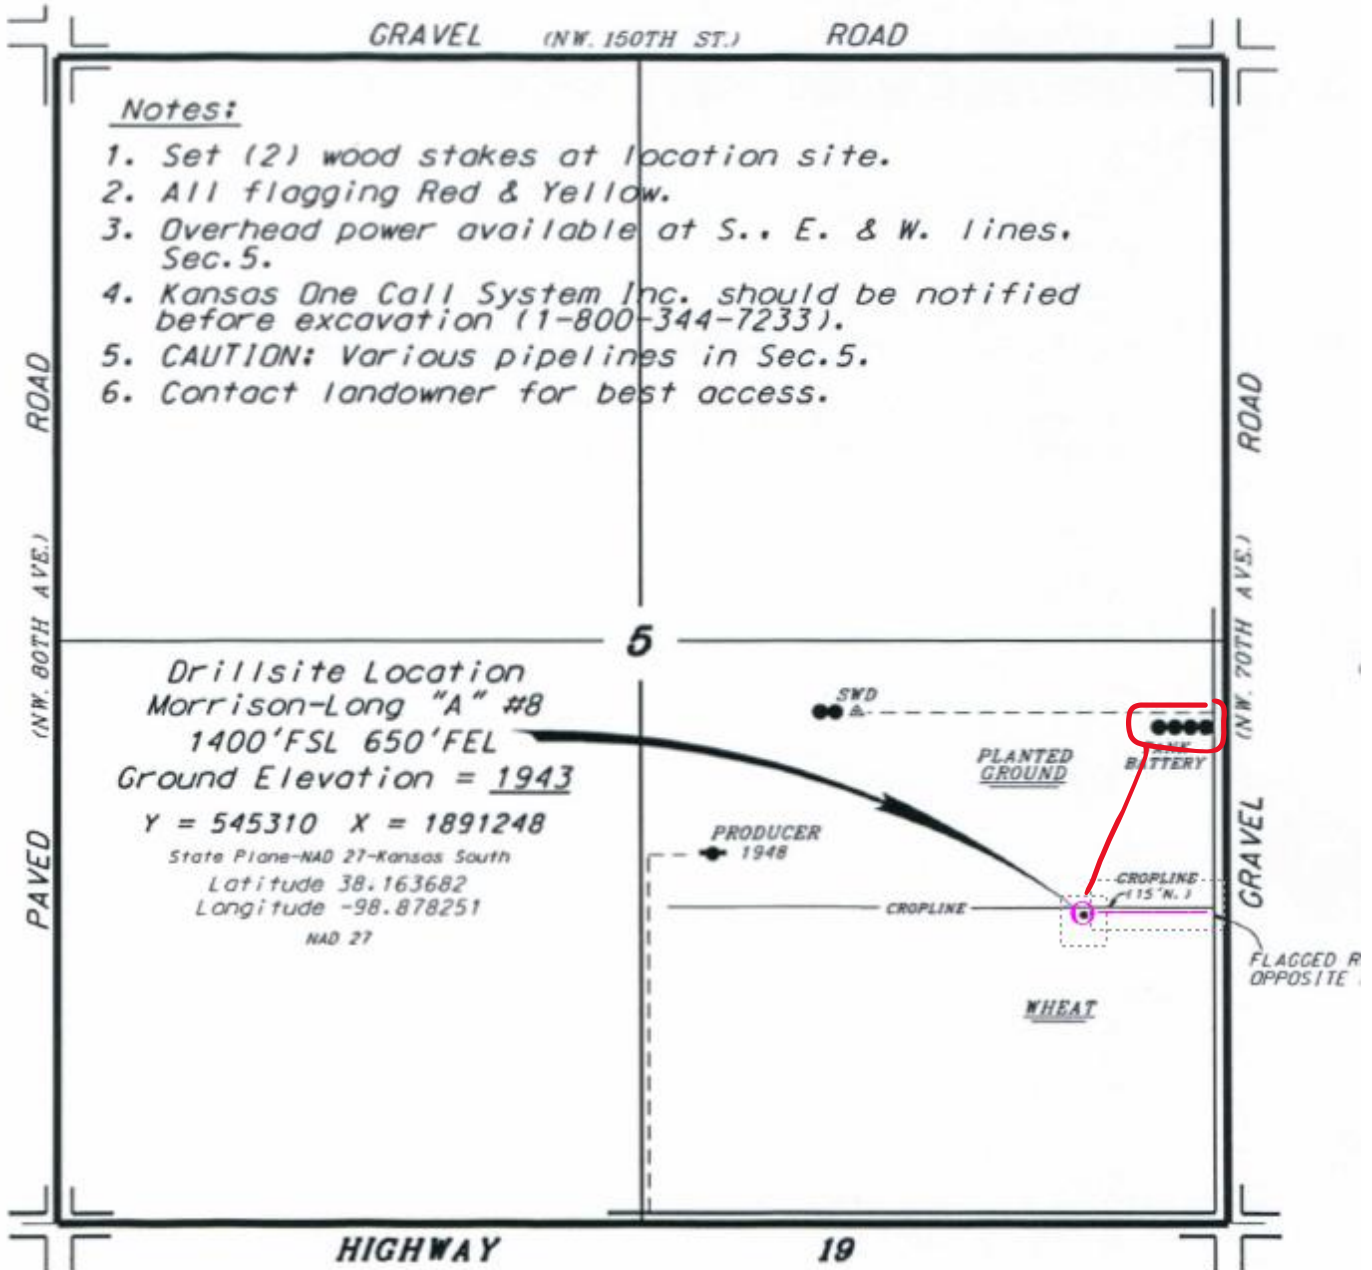 GRAVEL (NW. 150TH ST.) ROAD
Notes:
1. Set (2) wood stakes at location site.
2. All flagging Red & Yellow.
3. Overhead power available at S., E. & W. lines,
Sec.5.
4. Kansas One Call System Inc. should be notified
before excavation (1-800-344-7233).
5. CAUTION: Various pipelines in Sec.5.
6. Contact landowner for best access.
ROAD
(NW. 80TH AVE.)
PAVED
ROAD
(NW. 70TH AVE.)
GRAVEL
5
Drillsite Location
Morrison-Long "A" #8
1400'FSL 650'FEL
Ground Elevation = 1943
Y = 545310 X = 1891248
State Plane-NAD 27-Kansas South
Latitude 38.163682
Longitude -98.878251
NAD 27
SWD
TANK
BATTERY
PLANTED
GROUND
PRODUCER
1948
CROPLINE
(15'N.)
CROPLINE
FLAGGED
OPPOSITE
WHEAT
HIGHWAY 19